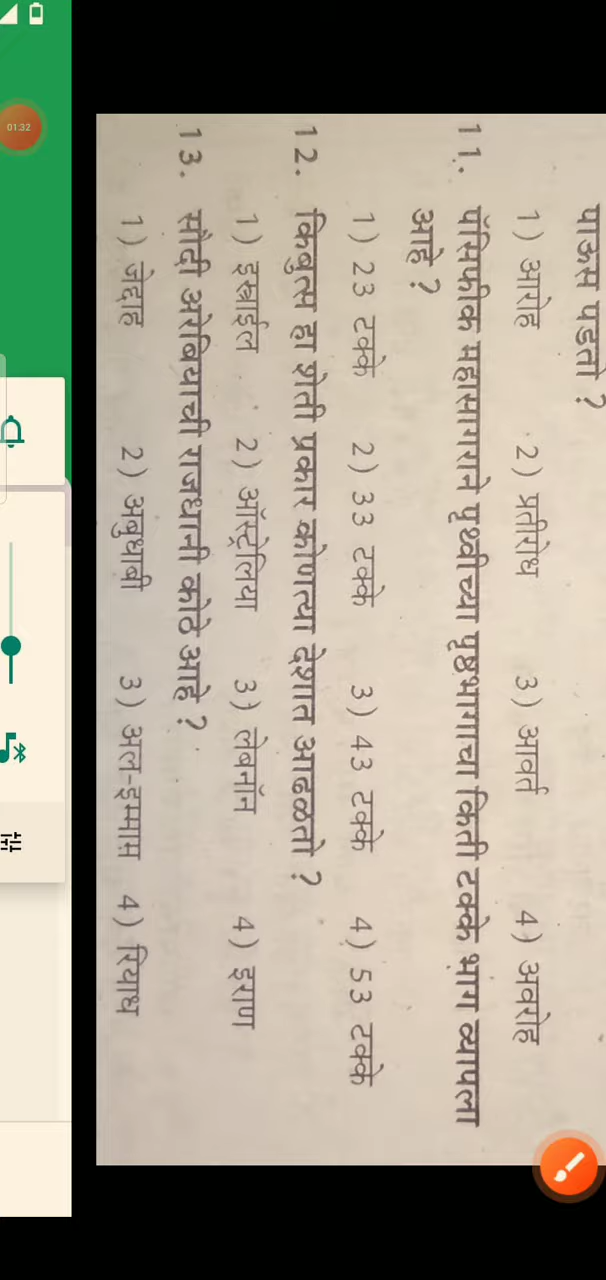 01:32
पाऊस पडतो ?
1) आरोह 2) प्रतीरोध 3) आवर्त 4) अवरोह
11. पॅसिफीक महासागराने पृथ्वीच्या पृष्ठभागाचा किती टक्के भाग व्यापला
आहे ?
1) 23 टक्के 2) 33 टक्के 3) 43 टक्के 4) 53 टक्के
12. किबुत्स हा शेती प्रकार कोणत्या देशात आढळतो ?
1) इस्राईल 2) ऑस्ट्रेलिया 3) लेबनॉन 4) इराण
13. सौदी अरेबियाची राजधानी कोठे आहे ?
1) जेद्दाह 2) अबुधाबी 3) अल-इम्माम 4) रियाध